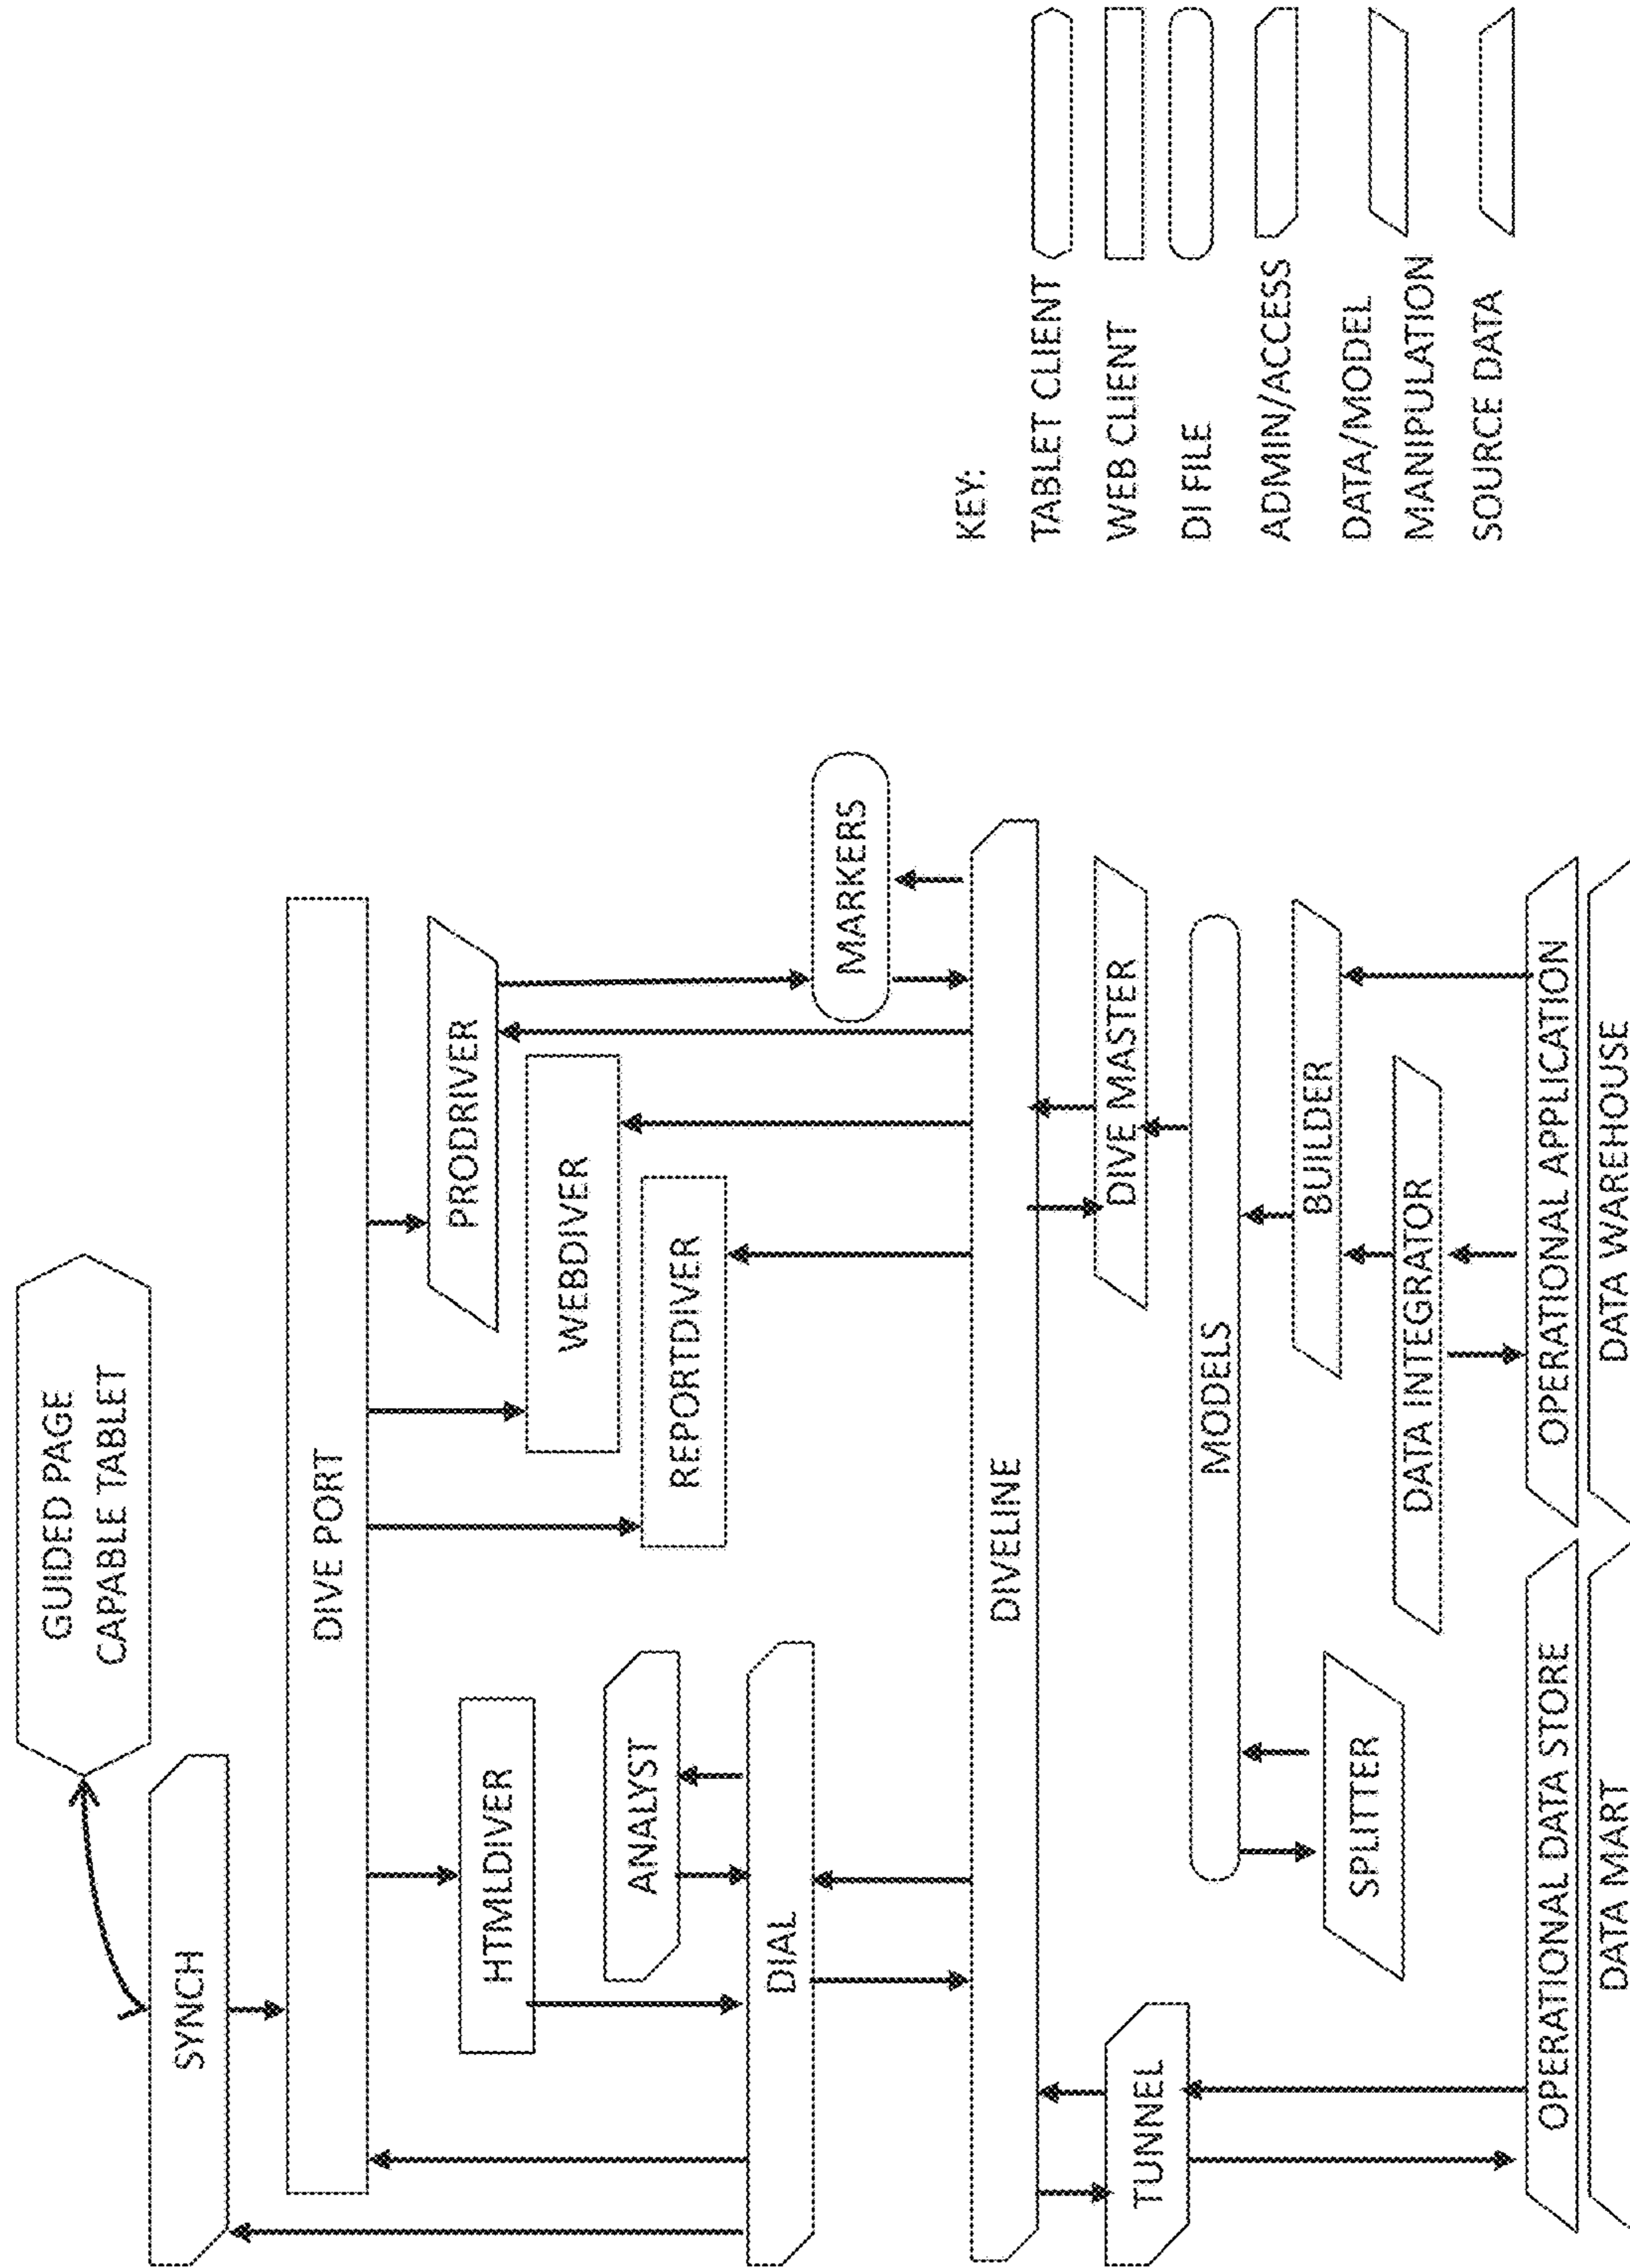 GUIDED PAGE
CAPABLE TABLET
SYNCH
DIVE PORT
PRODRIVER
HTMLDIVER
WEBDIVER
ANALYST
REPORTDIVER
DIAL
MARKERS
DIVELINE
TUNNEL
DIVE MASTER
MODELS
SPLITTER
BUILDER
DATA INTEGRATOR
OPERATIONAL DATA STORE
OPERATIONAL APPLICATION
DATA MART
DATA WAREHOUSE
KEY:
TABLET CLIENT
WEB CLIENT
DI FILE
ADMIN/ACCESS
DATA/MODEL
MANIPULATION
SOURCE DATA